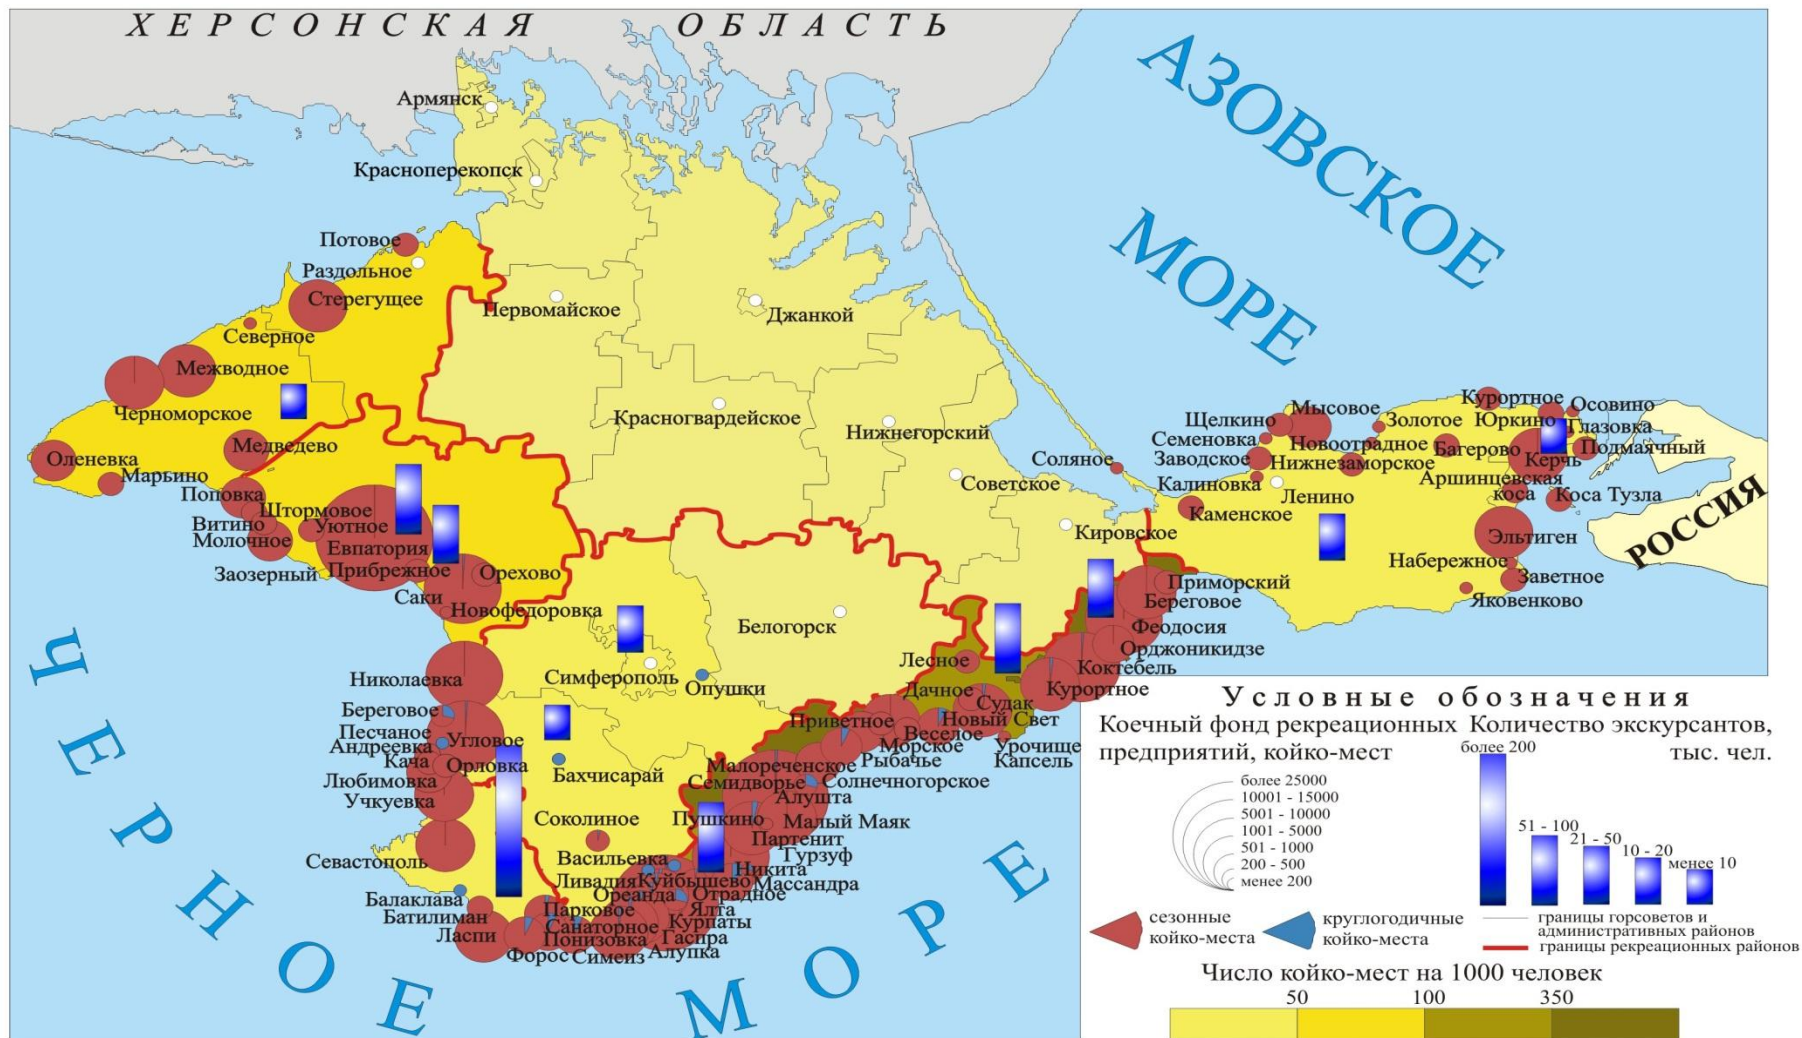 ХЕРСОНСКАЯ ОБЛАСТЬ
АЗОВСКОЕ
МОРЕ
ЧЕРНОЕ МОРЕ
РОССИЯ
Армянск
Красноперекопск
Потовое
Раздольное
Стерегущее
Северное
Межводное
Черноморское
Медведево
Оленевка
Марьино
Первомайское
Джанкой
Красногвардейское
Нижнегорский
Советское
Кировское
Соляное
Поповка
Штормовое
Витино
Уютное
Молочное
Евпатория
Заозерный
Прибрежное
Орехово
Саки
Новофедоровка
Белогорск
Симферополь
Опушки
Николаевка
Береговое
Песчаное
Угловое
Андреевка
Кача
Орловка
Любимовка
Учкуевка
Бахчисарай
Соколиное
Севастополь
Балаклава
Батилиман
Ласпи
Форос
Парковое
Санаторное
Понизовка
Симеиз
Васильевка
Ливадия
Куйбышево
Ореанда
Отрадное
Ялта
Курпаты
Гаспра
Алупка
Никита
Массандра
Гурзуф
Партенит
Пушкино
Малый Маяк
Алушта
Семидворье
Малореченское
Солнечногорское
Рыбачье
Приветное
Морское
Веселое
Новый Свет
Дачное
Судак
Лесное
Урочище
Капсель
Курортное
Коктебель
Орджоникидзе
Феодосия
Береговое
Приморский
Щелкино
Мысовое
Семеновка
Заводское
Калиновка
Каменское
Ленино
Нижнезаморское
Новоотрадное
Золотое
Багерово
Курортное
Юркино
Осовино
Глазовка
Подмаячный
Керчь
Аршинцевская
коса
Коса Тузла
Эльтиген
Набережное
Заветное
Яковенково
Условные обозначения
Коечный фонд рекреационных
предприятий, койко-мест
более 25000
10001 - 15000
5001 - 10000
1001 - 5000
501 - 1000
200 - 500
менее 200
Количество экскурсантов,
тыс. чел.
более 200
51 - 100
21 - 50
10 - 20
менее 10
сезонные
койко-места
круглогодичные
койко-места
границы горсоветов и
административных районов
границы рекреационных районов
Число койко-мест на 1000 человек
50 100 350